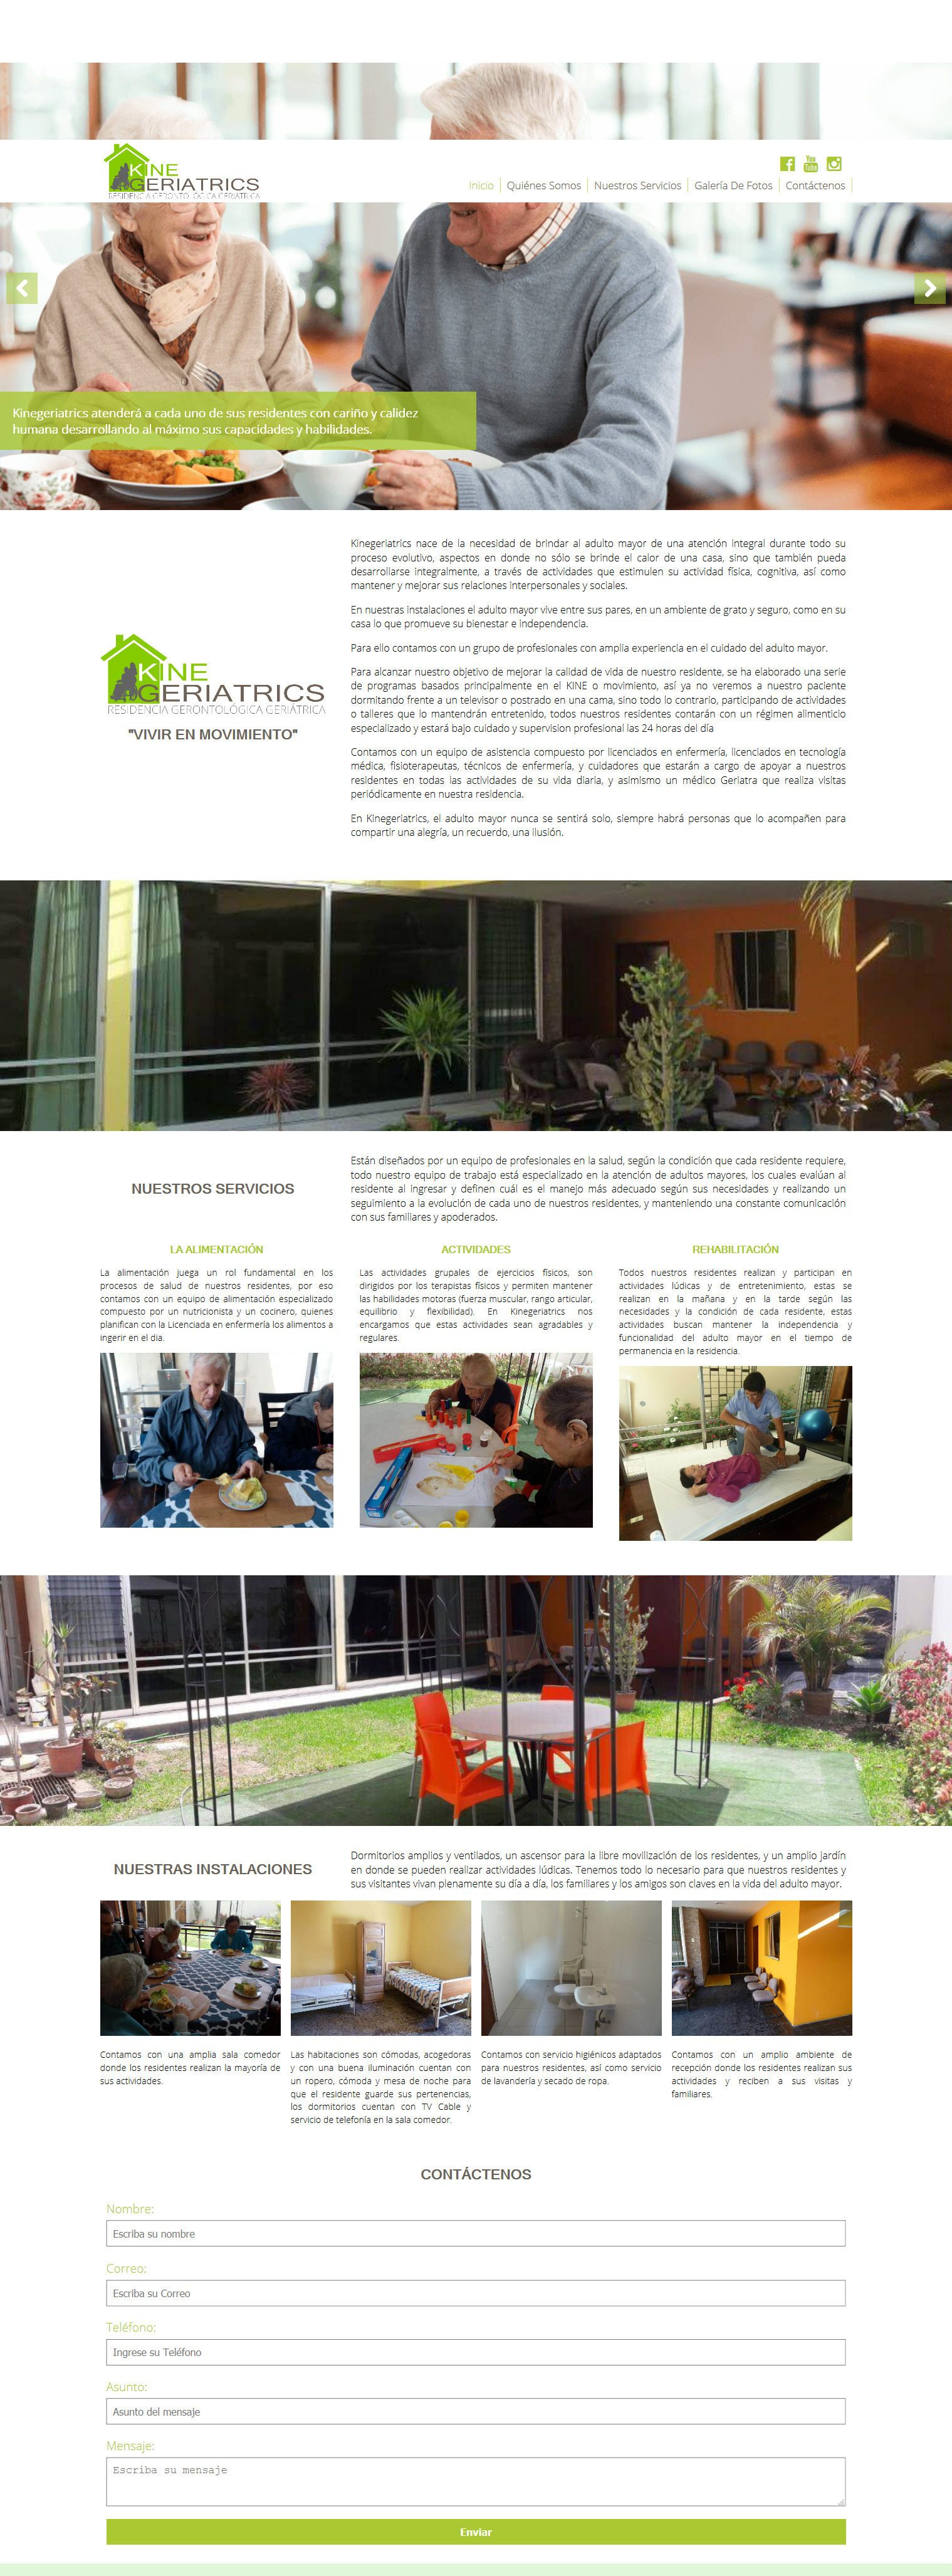 KINE
GERIATRICS
RESIDENCIA GERONTOLÓGICA GERIÁTRICA
You
Tube
Inicio
Quiénes Somos
Nuestros Servicios
Galería De Fotos
Contáctenos
Kinegeriatrics atenderá a cada uno de sus residentes con cariño y calidez
humana desarrollando al máximo sus capacidades y habilidades.
KINE
GERIATRICS
RESIDENCIA GERONTOLÓGICA GERIÁTRICA
"VIVIR EN MOVIMIENTO"
Kinegeriatrics nace de la necesidad de brindar al adulto mayor de una atención integral durante todo su
proceso evolutivo, aspectos en donde no sólo se brinde el calor de una casa, sino que también pueda
desarrollarse integralmente, a través de actividades que estimulen su actividad física, cognitiva, así como
mantener y mejorar sus relaciones interpersonales y sociales.
En nuestras instalaciones el adulto mayor vive entre sus pares, en un ambiente de grato y seguro, como en su
casa lo que promueve su bienestar e independencia.
Para ello contamos con un grupo de profesionales con amplia experiencia en el cuidado del adulto mayor.
Para alcanzar nuestro objetivo de mejorar la calidad de vida de nuestro residente, se ha elaborado una serie
de programas basados principalmente en el KINE o movimiento, así ya no veremos a nuestro paciente
dormitando frente a un televisor o postrado en una cama, sino todo lo contrario, participando de actividades
o talleres que lo mantendrán entretenido, todos nuestros residentes contarán con un régimen alimenticio
especializado y estará bajo cuidado y supervision profesional las 24 horas del día
Contamos con un equipo de asistencia compuesto por licenciados en enfermería, licenciados en tecnología
médica, fisioterapeutas, técnicos de enfermería, y cuidadores que estarán a cargo de apoyar a nuestros
residentes en todas las actividades de su vida diaria, y asimismo un médico Geriatra que realiza visitas
periódicamente en nuestra residencia.
En Kinegeriatrics, el adulto mayor nunca se sentirá solo, siempre habrá personas que lo acompañen para
compartir una alegría, un recuerdo, una ilusión.
NUESTROS SERVICIOS
Están diseñados por un equipo de profesionales en la salud, según la condición que cada residente requiere,
todo nuestro equipo de trabajo está especializado en la atención de adultos mayores, los cuales evalúan al
residente al ingresar y definen cuál es el manejo más adecuado según sus necesidades y realizando un
seguimiento a la evolución de cada uno de nuestros residentes, y manteniendo una constante comunicación
con sus familiares y apoderados.
LA ALIMENTACIÓN
La alimentación juega un rol fundamental en los
procesos de salud de nuestros residentes, por eso
contamos con un equipo de alimentación especializado
compuesto por un nutricionista y un cocinero, quienes
planifican con la Licenciada en enfermería los alimentos a
ingerir en el dia.
ACTIVIDADES
Las actividades grupales de ejercicios físicos, son
dirigidos por los terapistas físicos y permiten mantener
las habilidades motoras (fuerza muscular, rango articular,
equilibrio y flexibilidad). En Kinegeriatrics nos
encargamos que estas actividades sean agradables y
regulares.
REHABILITACIÓN
Todos nuestros residentes realizan y participan en
actividades lúdicas y de entretenimiento, estas se
realizan en la mañana y en la tarde según las
necesidades y la condición de cada residente, estas
actividades buscan mantener la independencia y
funcionalidad del adulto mayor en el tiempo de
permanencia en la residencia.
NUESTRAS INSTALACIONES
Dormitorios amplios y ventilados, un ascensor para la libre movilización de los residentes, y un amplio jardín
en donde se pueden realizar actividades lúdicas. Tenemos todo lo necesario para que nuestros residentes y
sus visitantes vivan plenamente su día a día, los familiares y los amigos son claves en la vida del adulto mayor.
Contamos con una amplia sala comedor
donde los residentes realizan la mayoría de
sus actividades.
Las habitaciones son cómodas, acogedoras
y con una buena iluminación cuentan con
un ropero, cómoda y mesa de noche para
que el residente guarde sus pertenencias,
los dormitorios cuentan con TV Cable y
servicio de telefonía en la sala comedor.
Contamos con servicio higiénicos adaptados
para nuestros residentes, así como servicio
de lavandería y secado de ropa.
Contamos con un amplio ambiente de
recepción donde los residentes realizan sus
actividades y reciben a sus visitas y
familiares.
CONTÁCTENOS
Nombre:
Escriba su nombre
Correo:
Escriba su Correo
Teléfono:
Ingrese su Teléfono
Asunto:
Asunto del mensaje
Mensaje:
Escriba su mensaje
Enviar